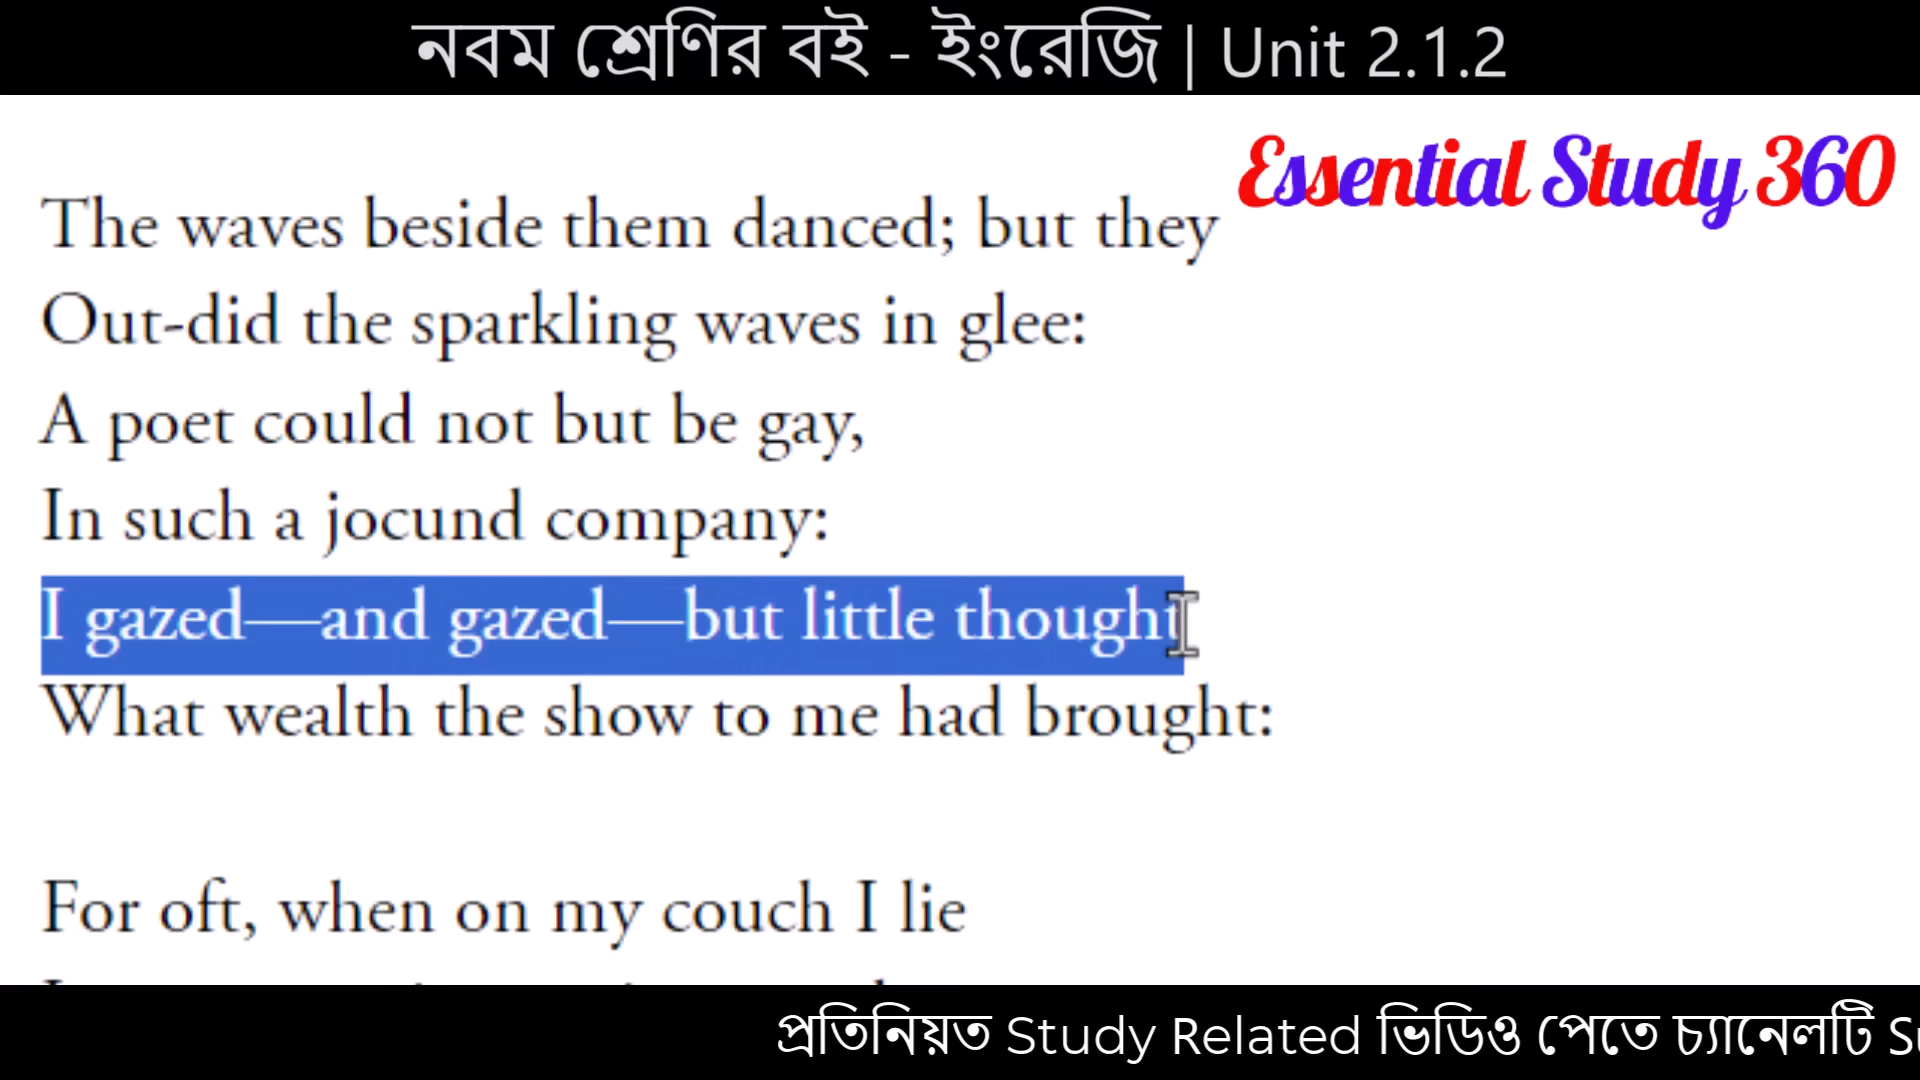 নবম শ্রেণির বই - ইংরেজি | Unit 2.1.2
Essential Study 360
The waves beside them danced; but they
Out-did the sparkling waves in glee:
A poet could not but be gay,
In such a jocund company:
I gazed—and gazed—but little thought
What wealth the show to me had brought:
For oft, when on my couch I lie
প্রতিনিয়ত Study Related ভিডিও পেতে চ্যানেলটি